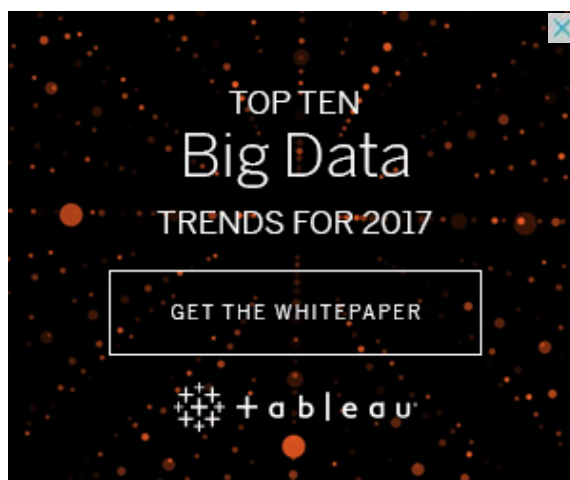 TOP TEN
Big Data
TRENDS FOR 2017
GET THE WHITEPAPER
+ableau